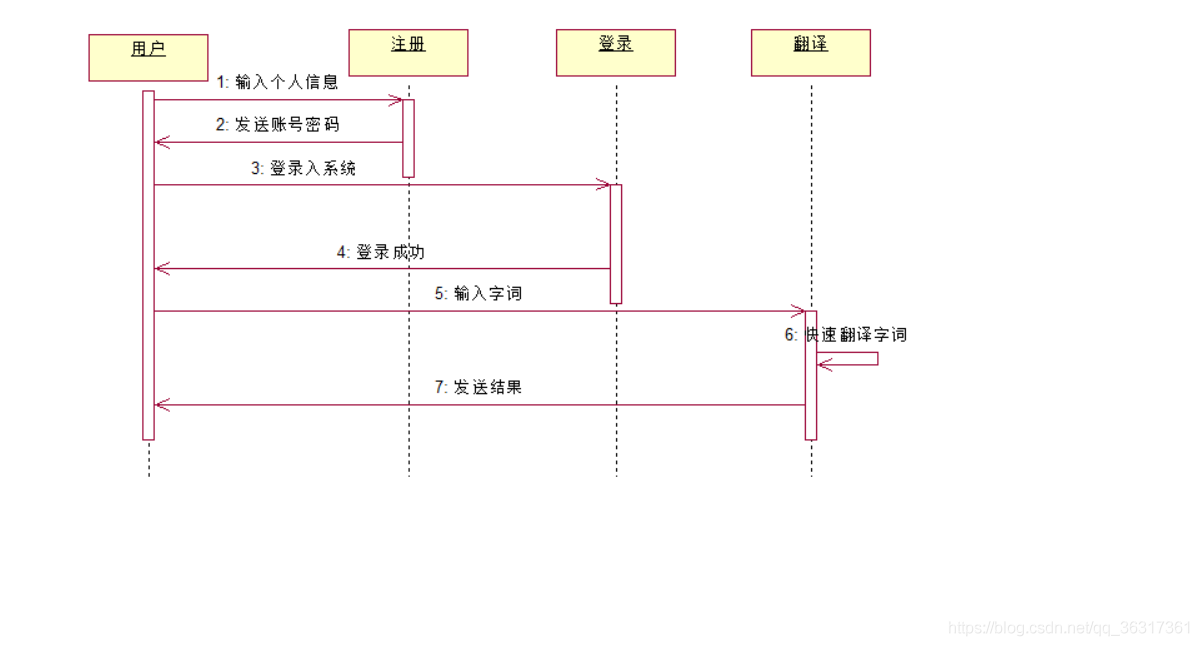 用户
注册
登录
翻译
1: 输入个人信息
2: 发送账号密码
3: 登录入系统
4: 登录成功
5: 输入字词
6: 快速翻译字词
7: 发送结果
https://blog.csdn.net/qq_36317361